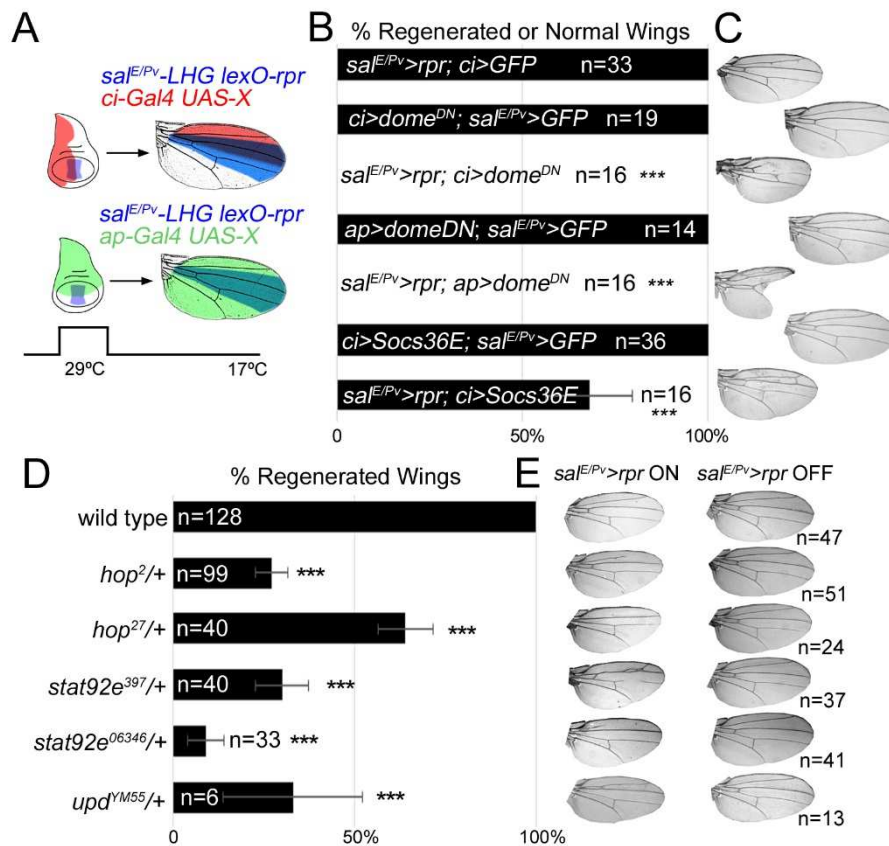 A
sal^E/Pv-LHG lexO-rpr
ci-Gal4 UAS-X
sal^E/Pv-LHG lexO-rpr
ap-Gal4 UAS-X
29ºC 17ºC
B
% Regenerated or Normal Wings
sal^E/Pv>rpr; ci>GFP n=33
ci>dome^DN; sal^E/Pv>GFP n=19
sal^E/Pv>rpr; ci>dome^DN n=16 ***
ap>domeDN; sal^E/Pv>GFP n=14
sal^E/Pv>rpr; ap>dome^DN n=16 ***
ci>Socs36E; sal^E/Pv>GFP n=36
sal^E/Pv>rpr; ci>Socs36E n=16
***
0 50% 100%
C
D
% Regenerated Wings
wild type n=128
hop^2/+ n=99 ***
hop^27/+ n=40 ***
stat92e^397/+ n=40 ***
stat92e^06346/+ n=33 ***
upd^YM55/+ n=6 ***
0 50% 100%
E
sal^E/Pv>rpr ON sal^E/Pv>rpr OFF
n=47
n=51
n=24
n=37
n=41
n=13